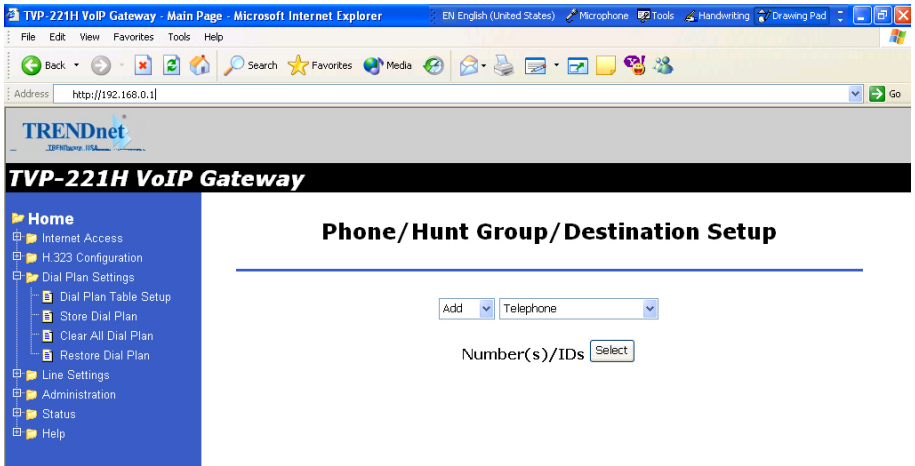 TVP-221H VoIP Gateway - Main Page - Microsoft Internet Explorer
EN English (United States) Microphone Tools Handwriting Drawing Pad
File Edit View Favorites Tools Help
Back Search Favorites Media
Address http://192.168.0.1 Go
TRENDnet
TRENDware, USA
TVP-221H VoIP Gateway
Home
Internet Access
H.323 Configuration
Dial Plan Settings
Dial Plan Table Setup
Store Dial Plan
Clear All Dial Plan
Restore Dial Plan
Line Settings
Administration
Status
Help
Phone/Hunt Group/Destination Setup
Add Telephone
Number(s)/IDs Select